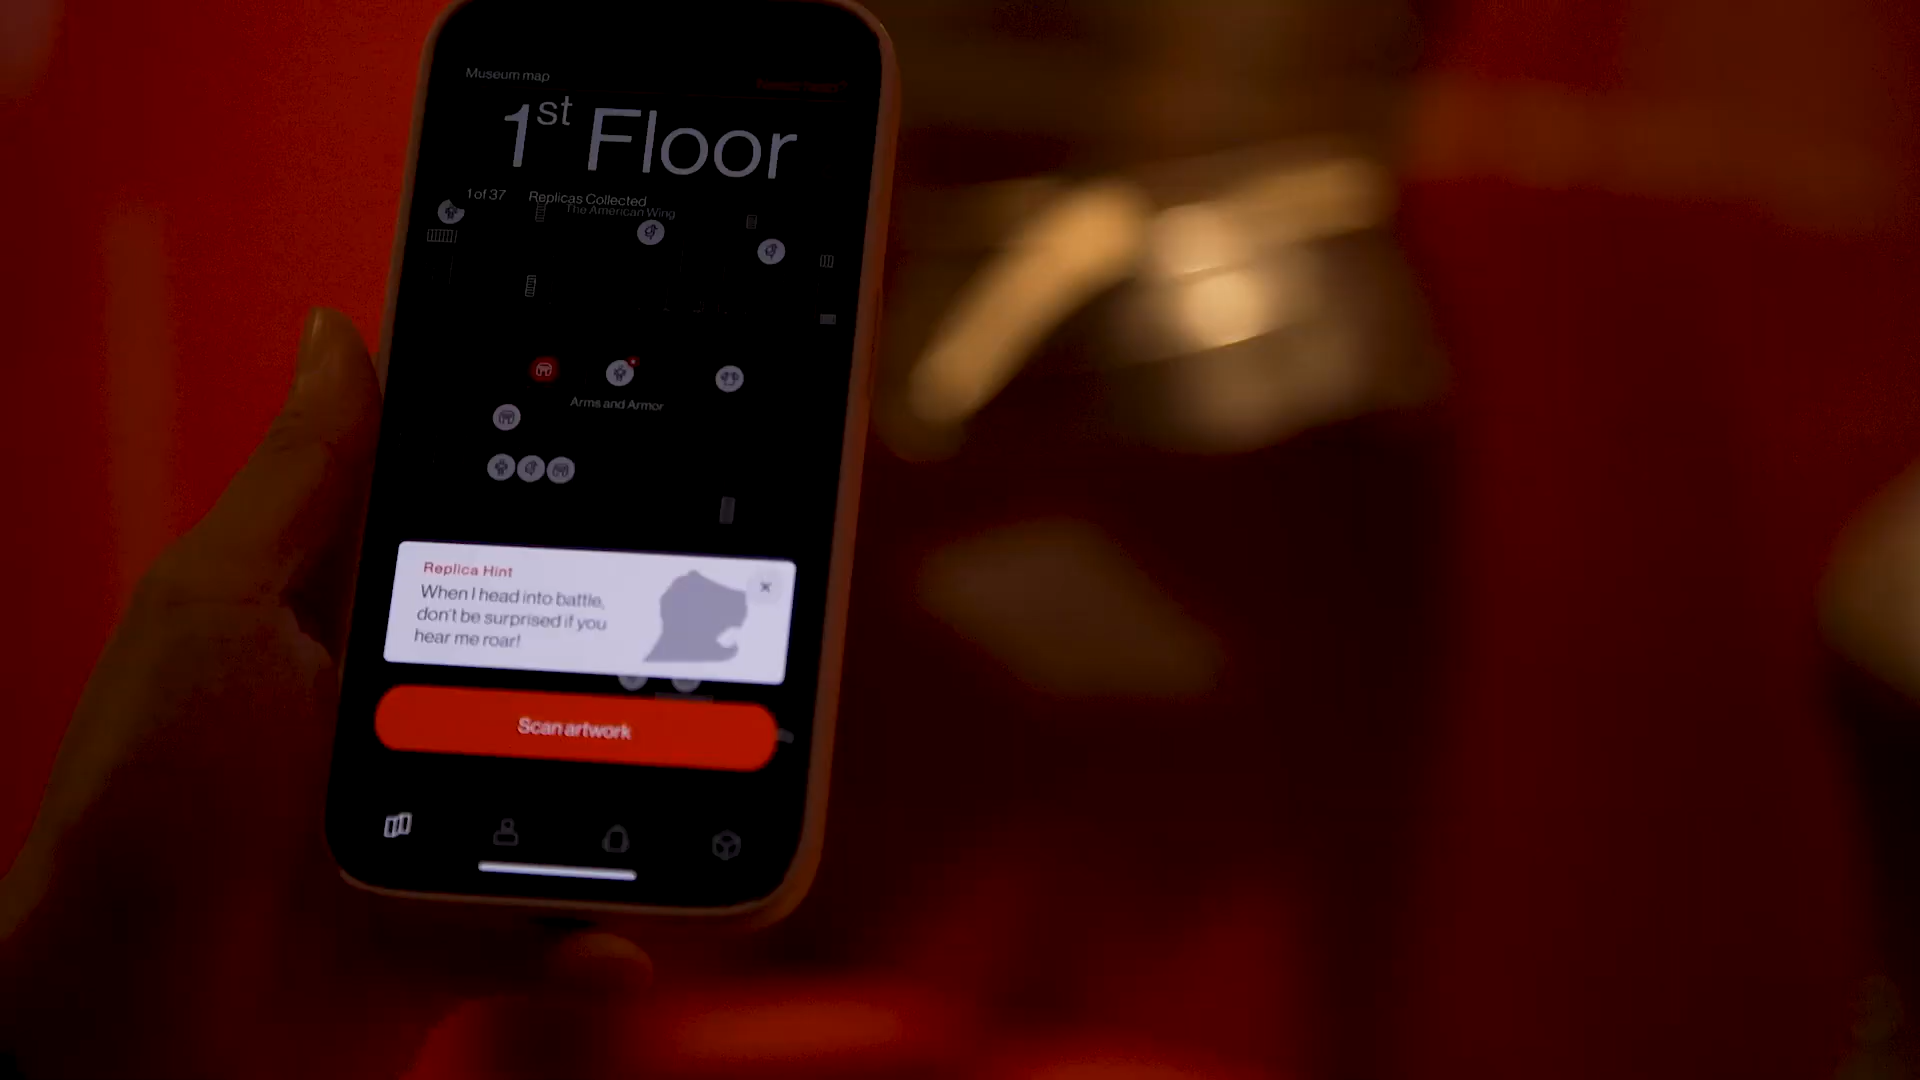 Museum map
1st Floor
1 of 37 Replicas Collected
The American Wing
Arms and Armor
Replica Hint
When I head into battle,
don't be surprised if you
hear me roar!
Scan artwork